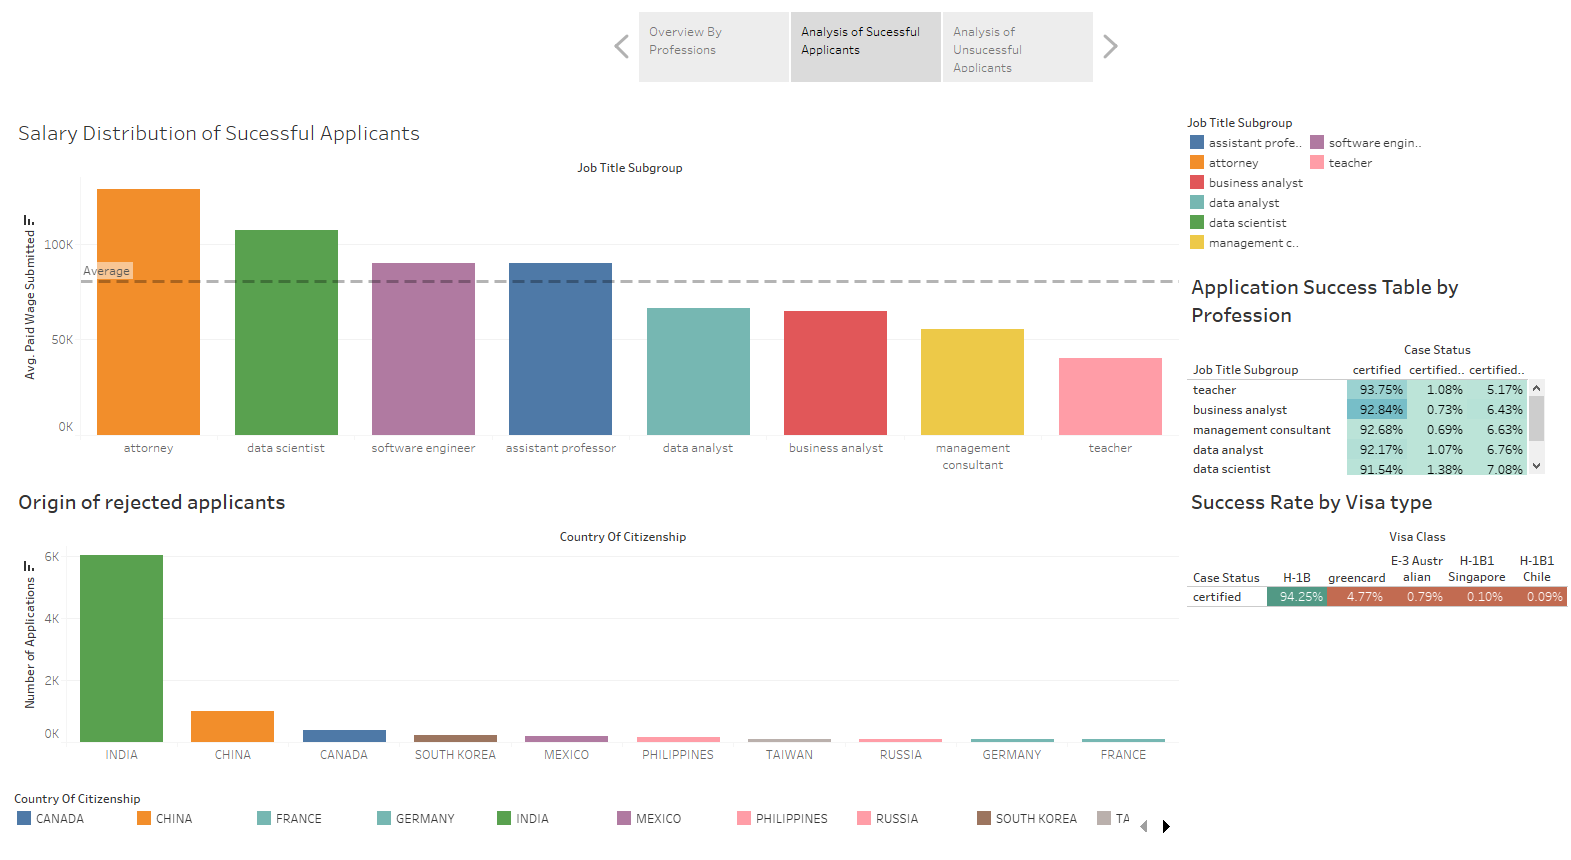 Overview By
Professions
Analysis of Sucessful
Applicants
Analysis of
Unsucessful
Applicants
Salary Distribution of Sucessful Applicants
Job Title Subgroup
Avg. Paid Wage Submitted
100K
50K
0K
Average
attorney
data scientist
software engineer
assistant professor
data analyst
business analyst
management
consultant
teacher
Job Title Subgroup
assistant profe..
software engin..
attorney
teacher
business analyst
data analyst
data scientist
management c..
Application Success Table by
Profession
Case Status
Job Title Subgroup certified certified.. certified..
teacher 93.75% 1.08% 5.17%
business analyst 92.84% 0.73% 6.43%
management consultant 92.68% 0.69% 6.63%
data analyst 92.17% 1.07% 6.76%
data scientist 91.54% 1.38% 7.08%
Origin of rejected applicants
Country Of Citizenship
Number of Applications
6K
4K
2K
0K
INDIA
CHINA
CANADA
SOUTH KOREA
MEXICO
PHILIPPINES
TAIWAN
RUSSIA
GERMANY
FRANCE
Success Rate by Visa type
Visa Class
E-3 Austr H-1B1 H-1B1
Case Status H-1B greencard alian Singapore Chile
certified 94.25% 4.77% 0.79% 0.10% 0.09%
Country Of Citizenship
CANADA
CHINA
FRANCE
GERMANY
INDIA
MEXICO
PHILIPPINES
RUSSIA
SOUTH KOREA
TA